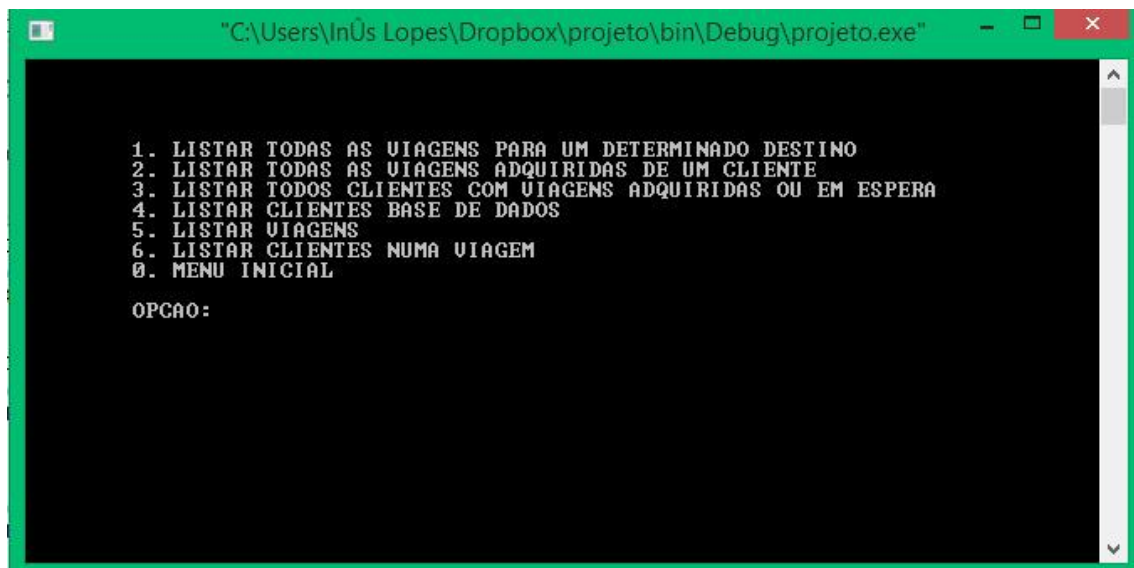 "C:\Users\InÛs Lopes\Dropbox\projeto\bin\Debug\projeto.exe"
1. LISTAR TODAS AS VIAGENS PARA UM DETERMINADO DESTINO
2. LISTAR TODAS AS VIAGENS ADQUIRIDAS DE UM CLIENTE
3. LISTAR TODOS CLIENTES COM VIAGENS ADQUIRIDAS OU EM ESPERA
4. LISTAR CLIENTES BASE DE DADOS
5. LISTAR VIAGENS
6. LISTAR CLIENTES NUMA VIAGEM
0. MENU INICIAL
OPCAO: